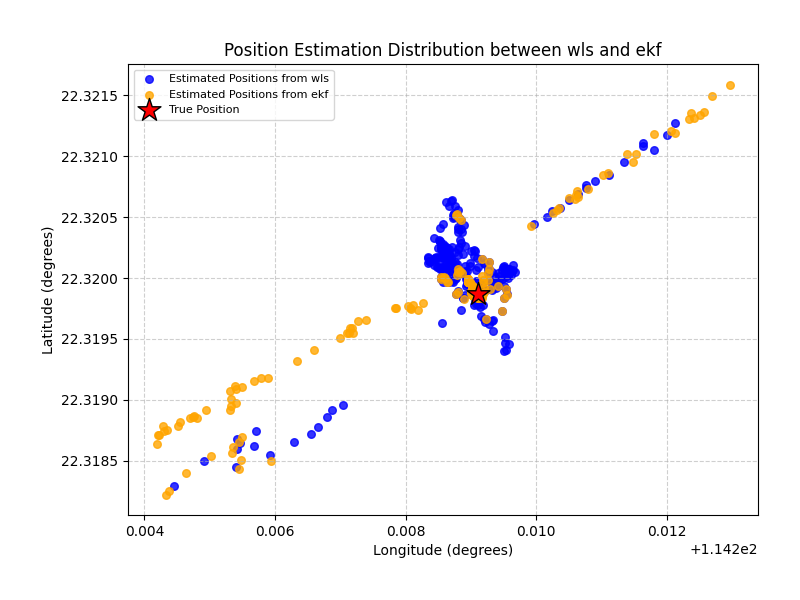 Position Estimation Distribution between wls and ekf
Estimated Positions from wls
Estimated Positions from ekf
True Position
22.3215
22.3210
22.3205
22.3200
22.3195
22.3190
22.3185
Latitude (degrees)
0.004
0.006
0.008
0.010
0.012
Longitude (degrees)
+1.142e2